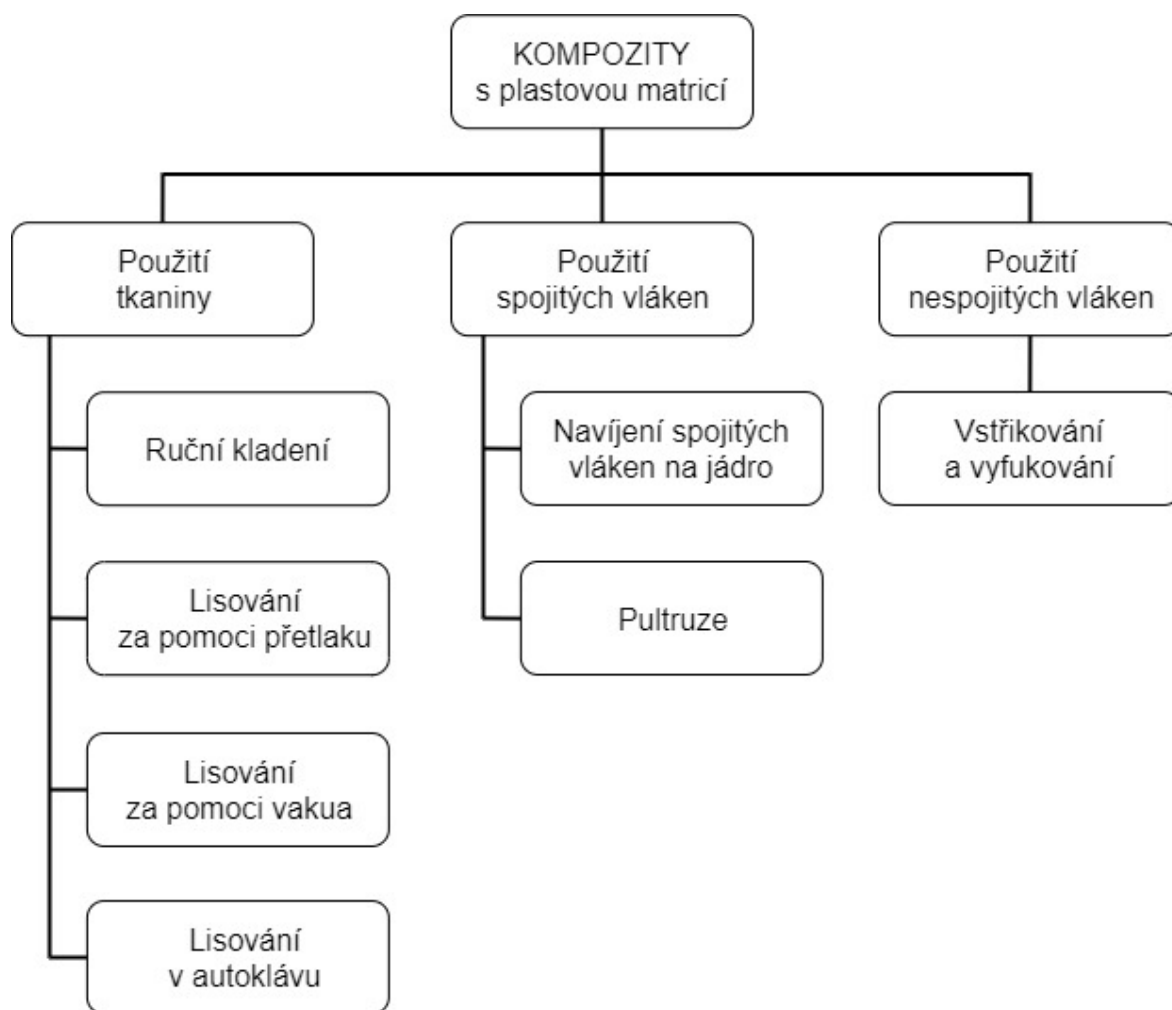 KOMPOZITY
s plastovou matricí
Použití
tkaniny
Použití
spojitých vláken
Použití
nespojitých vláken
Ruční kladení
Navíjení spojitých
vláken na jádro
Vstřikování
a vyfukování
Lisování
za pomoci přetlaku
Pultruze
Lisování
za pomoci vakua
Lisování
v autoklávu